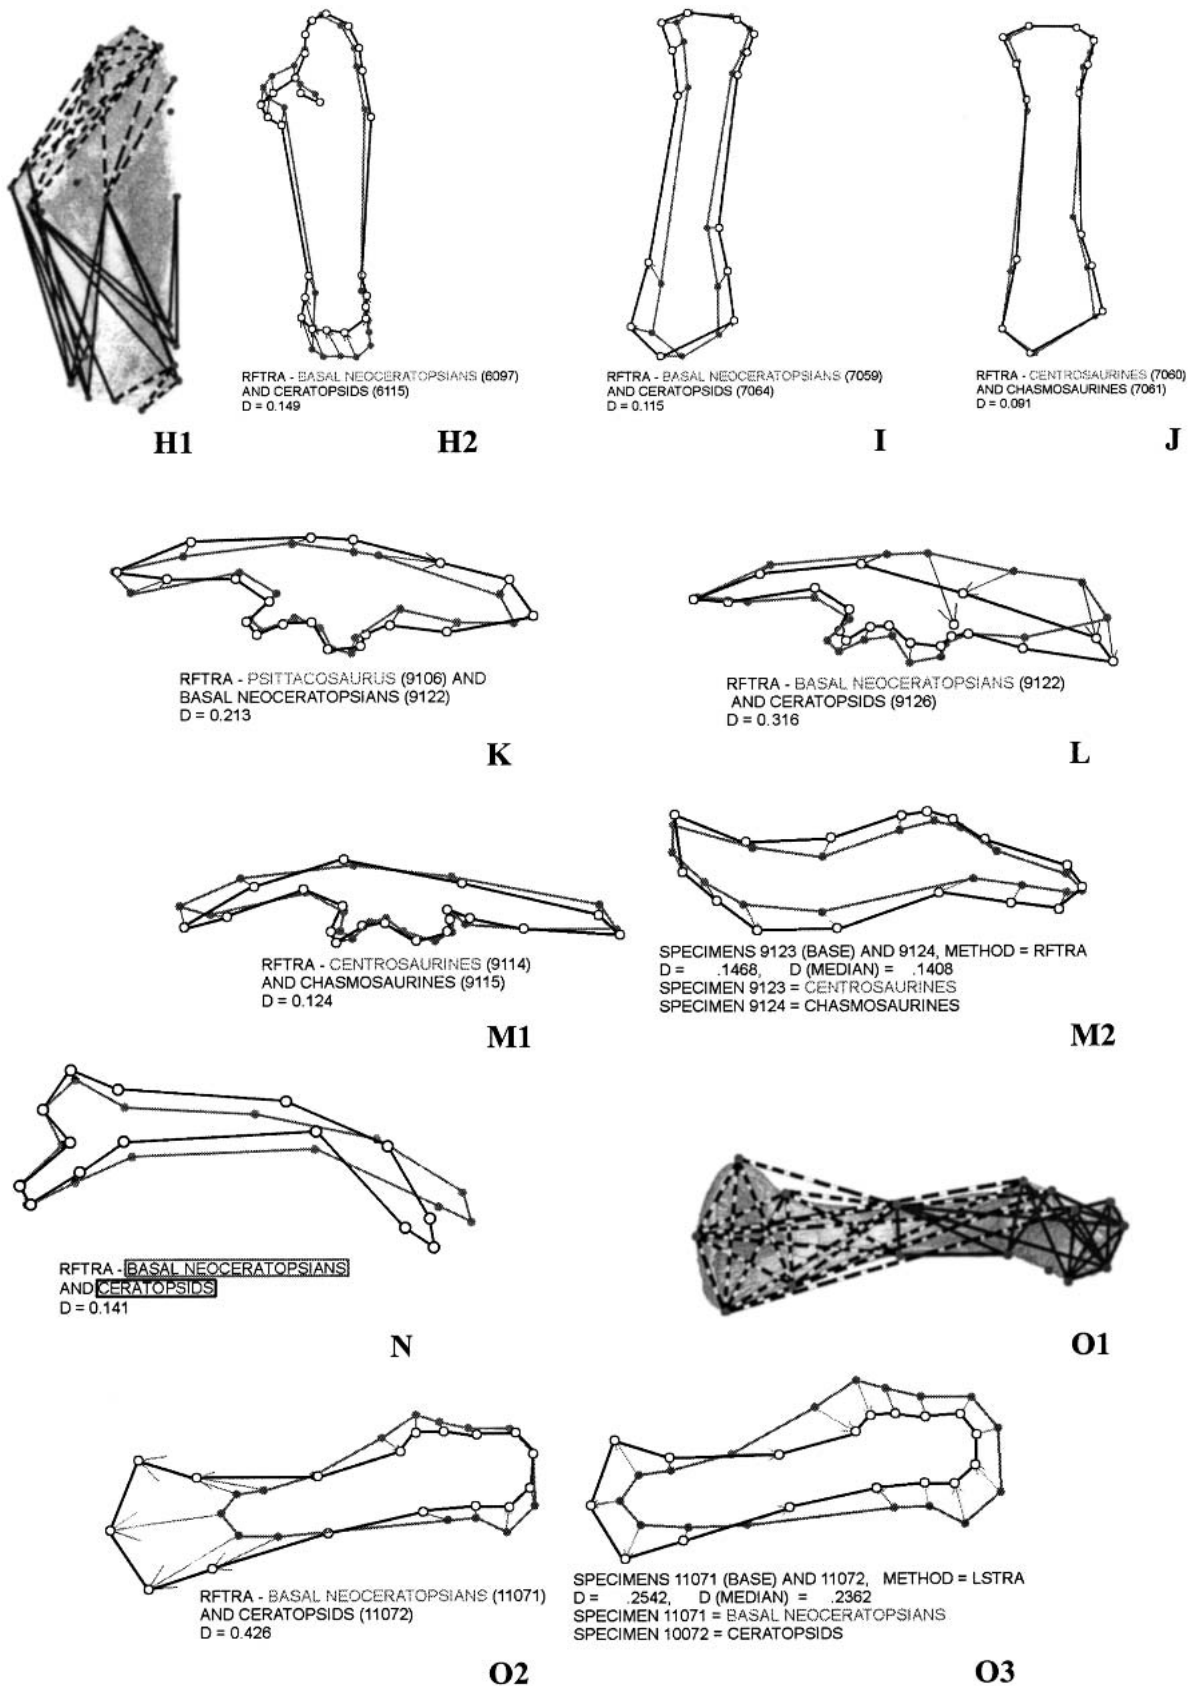 RFTRA - BASAL NEOCERATOPSIANS (6097)
AND CERATOPSIDS (6115)
D = 0.149
RFTRA - BASAL NEOCERATOPSIANS (7059)
AND CERATOPSIDS (7064)
D = 0.115
RFTRA - CENTROSAURINES (7060)
AND CHASMOSAURINES (7061)
D = 0.091
H1
H2
I
J
RFTRA - PSITTACOSAURUS (9106) AND
BASAL NEOCERATOPSIANS (9122)
D = 0.213
K
RFTRA - BASAL NEOCERATOPSIANS (9122)
AND CERATOPSIDS (9126)
D = 0.316
L
RFTRA - CENTROSAURINES (9114)
AND CHASMOSAURINES (9115)
D = 0.124
M1
SPECIMENS 9123 (BASE) AND 9124, METHOD = RFTRA
D = .1468, D (MEDIAN) = .1408
SPECIMEN 9123 = CENTROSAURINES
SPECIMEN 9124 = CHASMOSAURINES
M2
RFTRA - BASAL NEOCERATOPSIANS
AND CERATOPSIDS
D = 0.141
N
O1
RFTRA - BASAL NEOCERATOPSIANS (11071)
AND CERATOPSIDS (11072)
D = 0.426
O2
SPECIMENS 11071 (BASE) AND 11072, METHOD = LSTRA
D = .2542, D (MEDIAN) = .2362
SPECIMEN 11071 = BASAL NEOCERATOPSIANS
SPECIMEN 10072 = CERATOPSIDS
O3